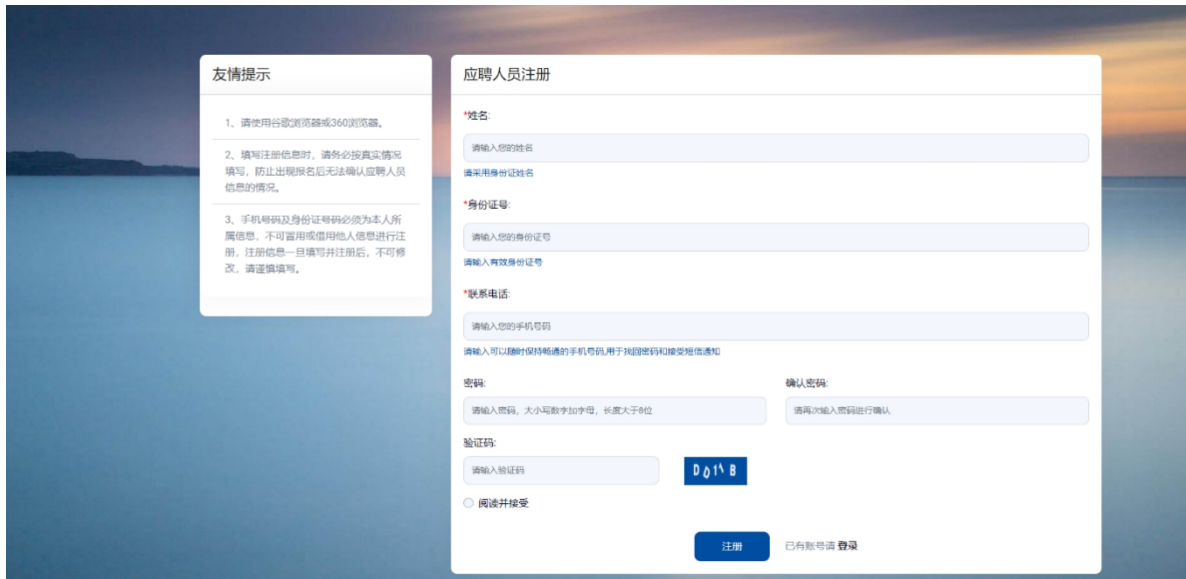 友情提示
1、请使用谷歌浏览器或360浏览器。
2、填写注册信息时，请务必按真实情况
填写，防止出现报名后无法确认应聘人员
信息的情况。
3、手机号码及身份证号码必须为本人所
属信息，不可冒用或借用他人信息进行注
册，注册信息一旦填写并注册后，不可修
改，请谨慎填写。
应聘人员注册
*姓名:
请输入您的姓名
请采用身份证姓名
*身份证号:
请输入您的身份证号
请输入有效身份证号
*联系电话:
请输入您的手机号码
请输入可以随时保持畅通的手机号码,用于找回密码和接受短信通知
密码:
确认密码:
请输入密码，大小写数字加字母，长度大于8位
请再次输入密码进行确认
验证码:
请输入验证码
阅读并接受
注册
已有账号请 登录